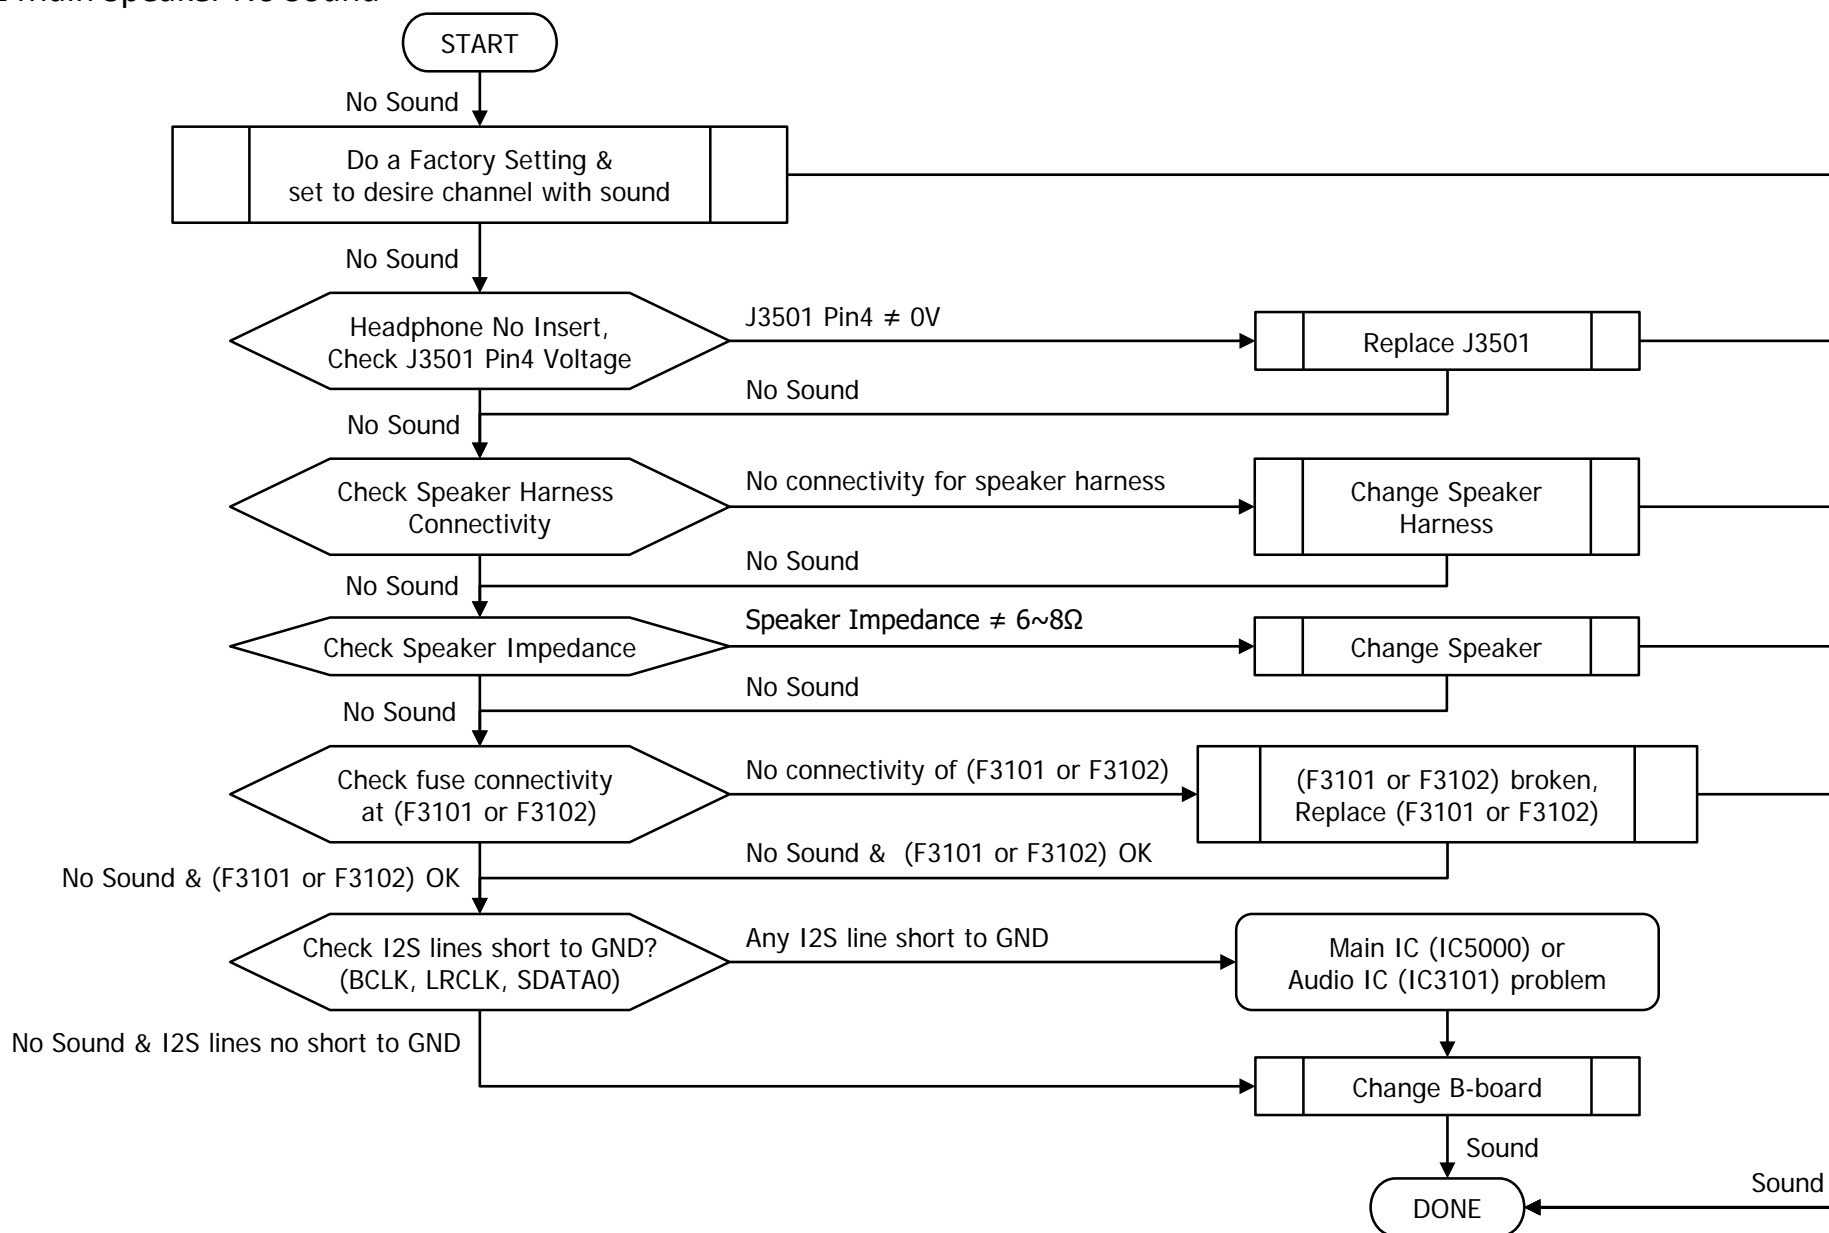 Main Speaker No Sound
START
No Sound
Do a Factory Setting &
set to desire channel with sound
No Sound
Headphone No Insert,
Check J3501 Pin4 Voltage
J3501 Pin4 ≠ 0V
Replace J3501
No Sound
No Sound
Check Speaker Harness
Connectivity
No connectivity for speaker harness
Change Speaker
Harness
No Sound
No Sound
Check Speaker Impedance
Speaker Impedance ≠ 6~8Ω
Change Speaker
No Sound
No Sound
Check fuse connectivity
at (F3101 or F3102)
No connectivity of (F3101 or F3102)
(F3101 or F3102) broken,
Replace (F3101 or F3102)
No Sound & (F3101 or F3102) OK
No Sound & (F3101 or F3102) OK
Check I2S lines short to GND?
(BCLK, LRCLK, SDATA0)
Any I2S line short to GND
Main IC (IC5000) or
Audio IC (IC3101) problem
No Sound & I2S lines no short to GND
Change B-board
Sound
Sound
DONE